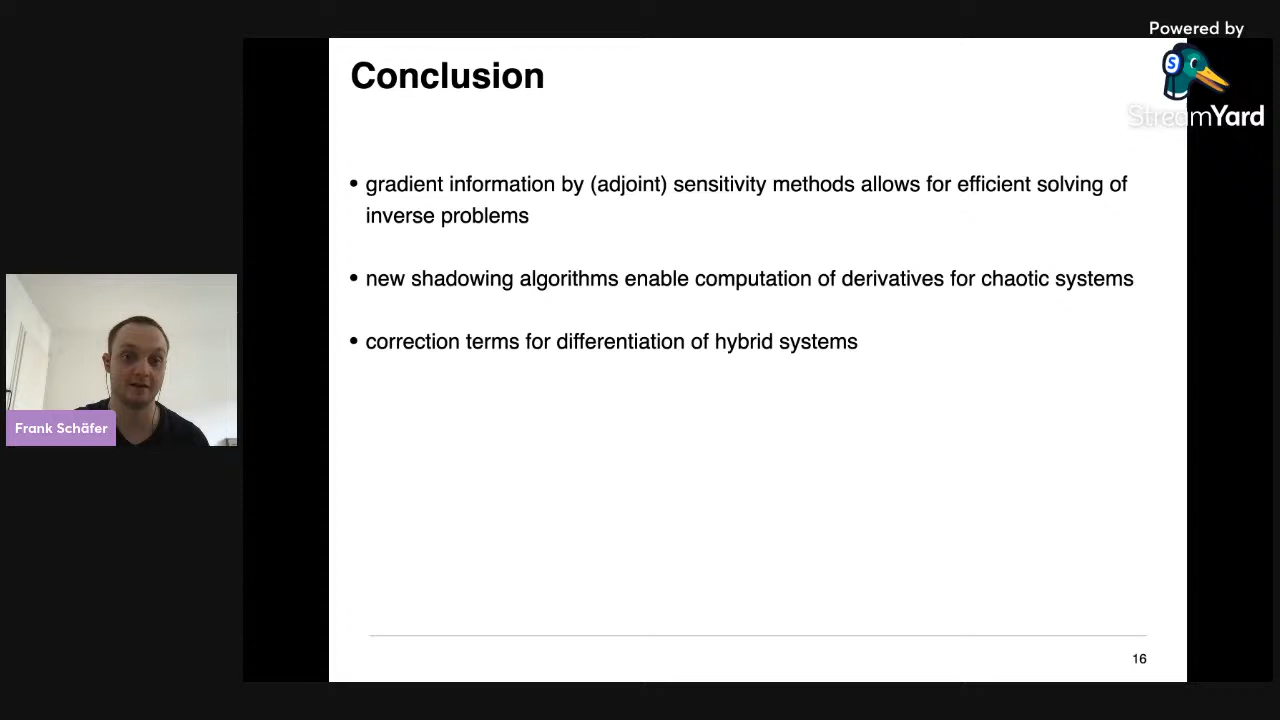 Powered by
S
StreamYard
Conclusion
• gradient information by (adjoint) sensitivity methods allows for efficient solving of
inverse problems
• new shadowing algorithms enable computation of derivatives for chaotic systems
• correction terms for differentiation of hybrid systems
Frank Schäfer
16